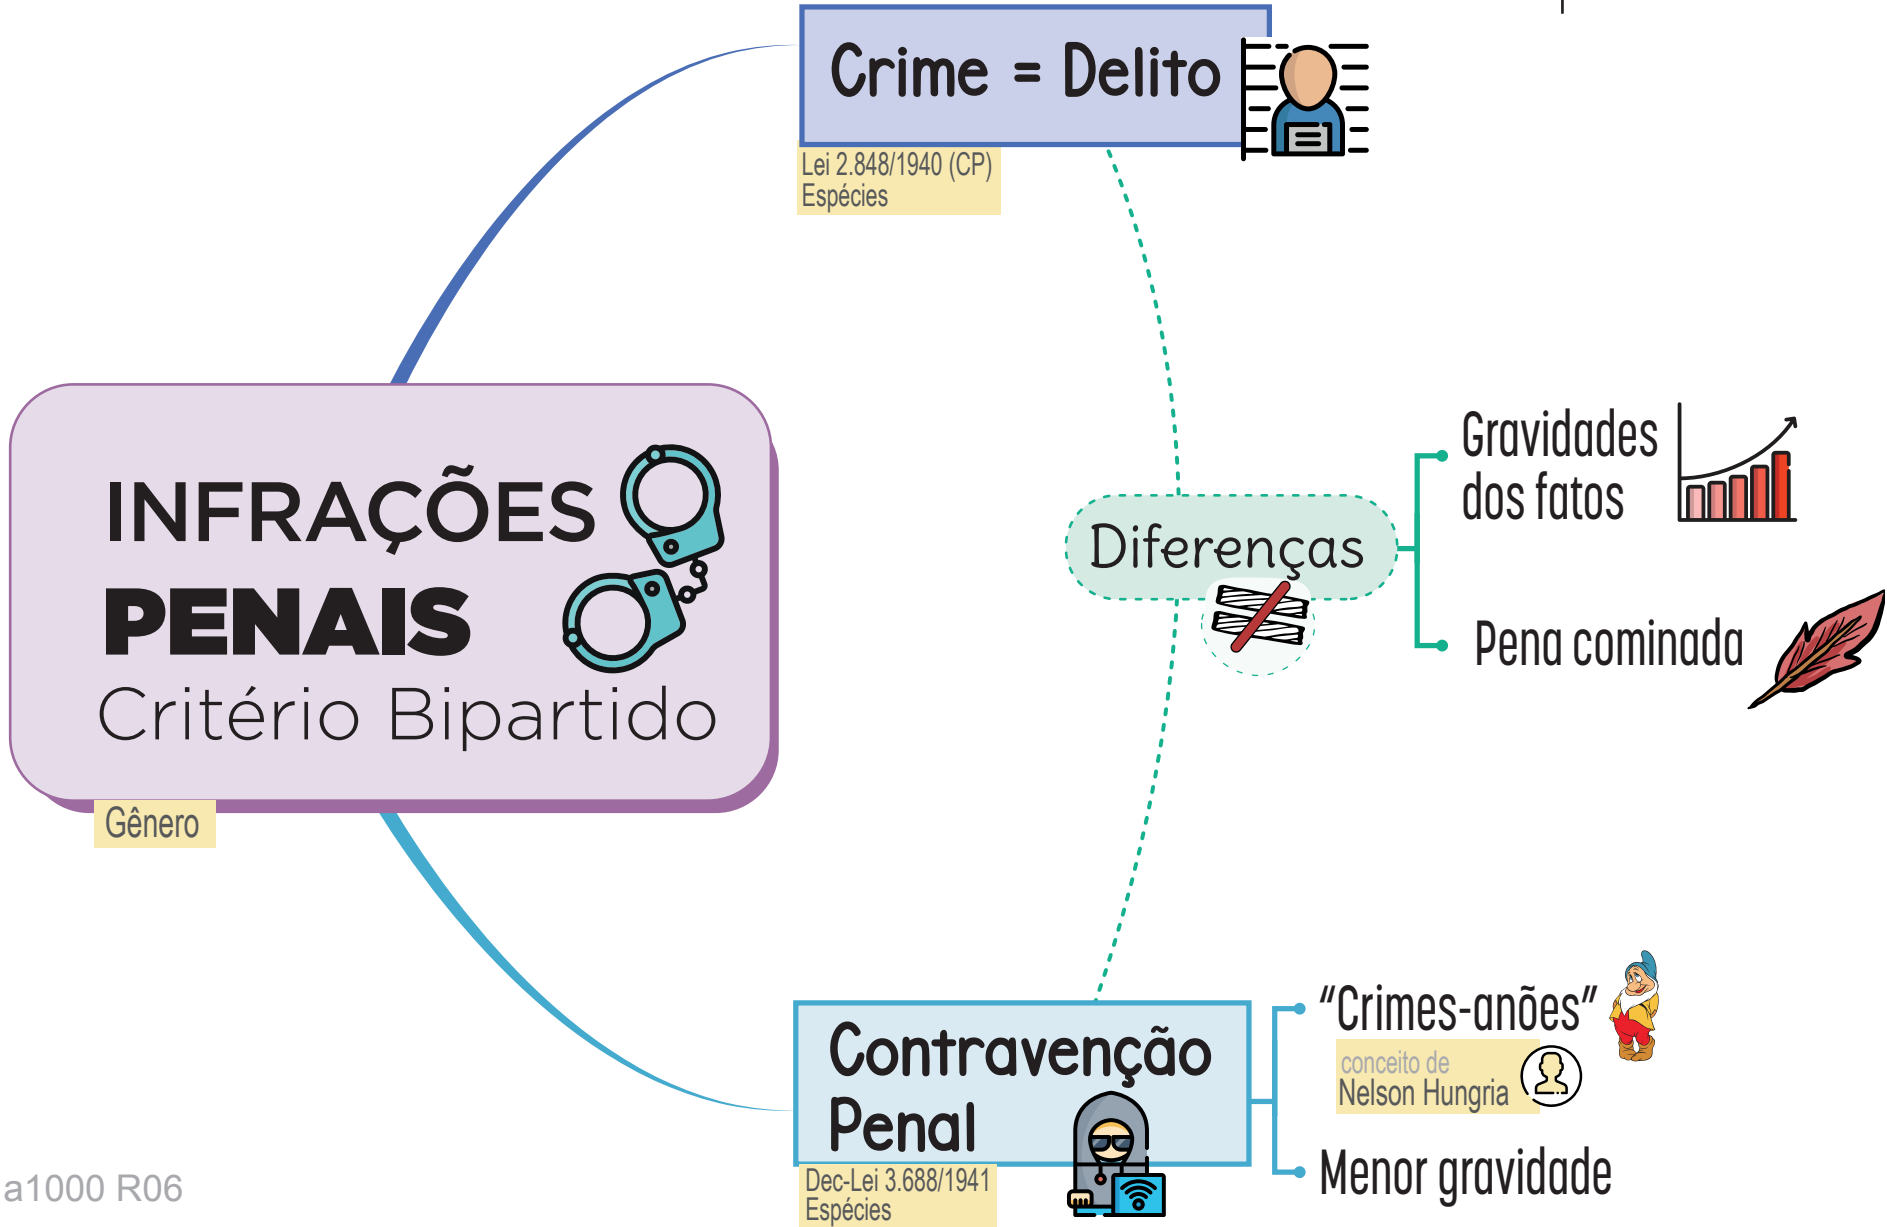 Crime = Delito
Lei 2.848/1940 (CP)
Espécies
INFRAÇÕES
PENAIS
Critério Bipartido
Gênero
Diferenças
Gravidades
dos fatos
Pena cominada
Contravenção
Penal
Dec-Lei 3.688/1941
Espécies
“Crimes-anões”
conceito de
Nelson Hungria
Menor gravidade
a1000 R06